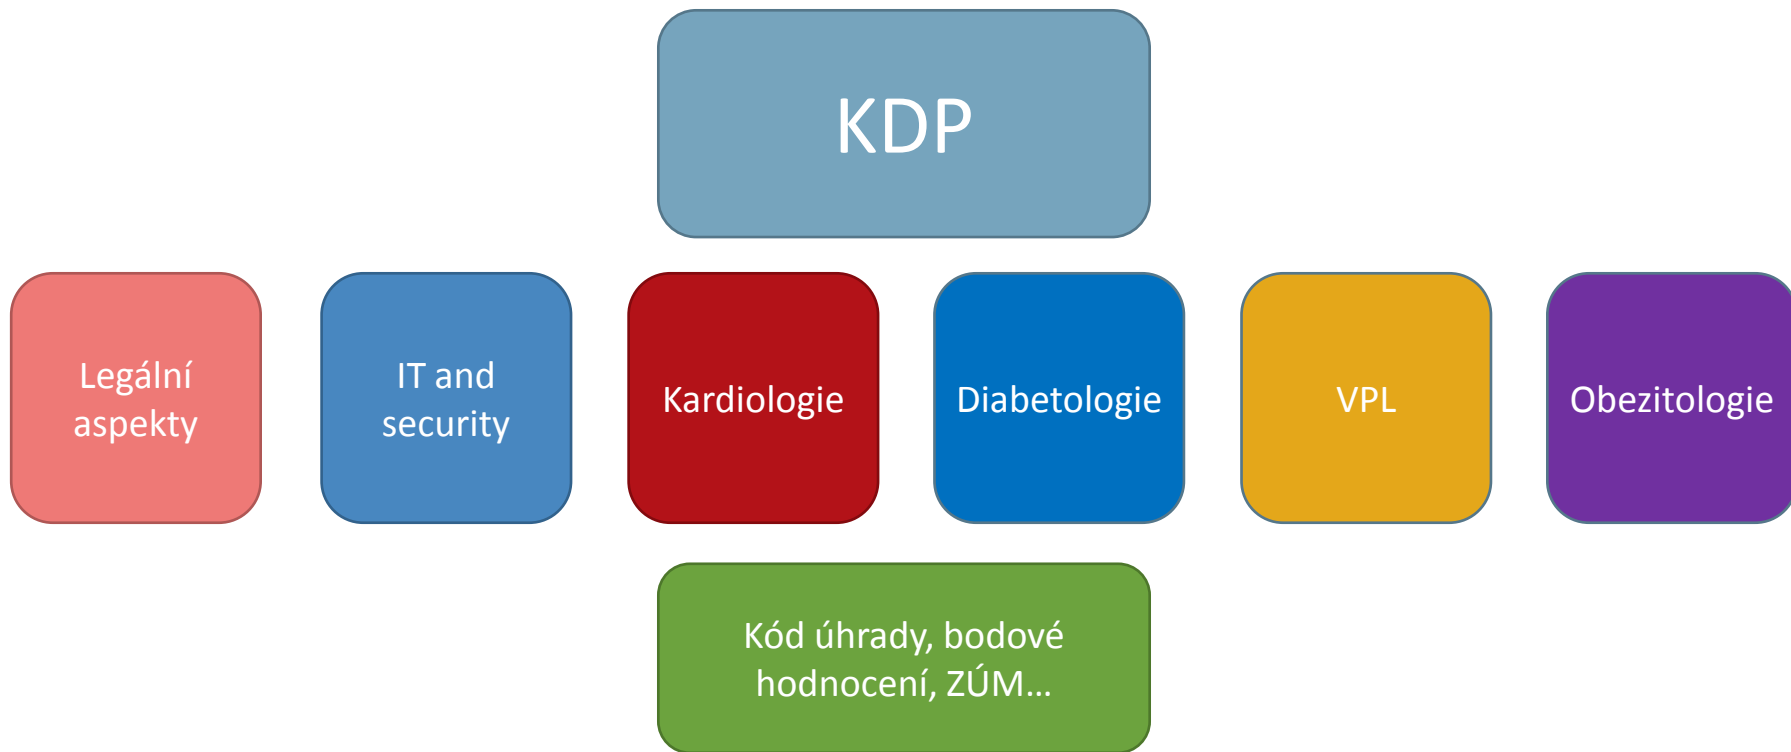 KDP
Legální
aspekty
IT and
security
Kardiologie
Diabetologie
VPL
Obezitologie
Kód úhrady, bodové
hodnocení, ZÚM...